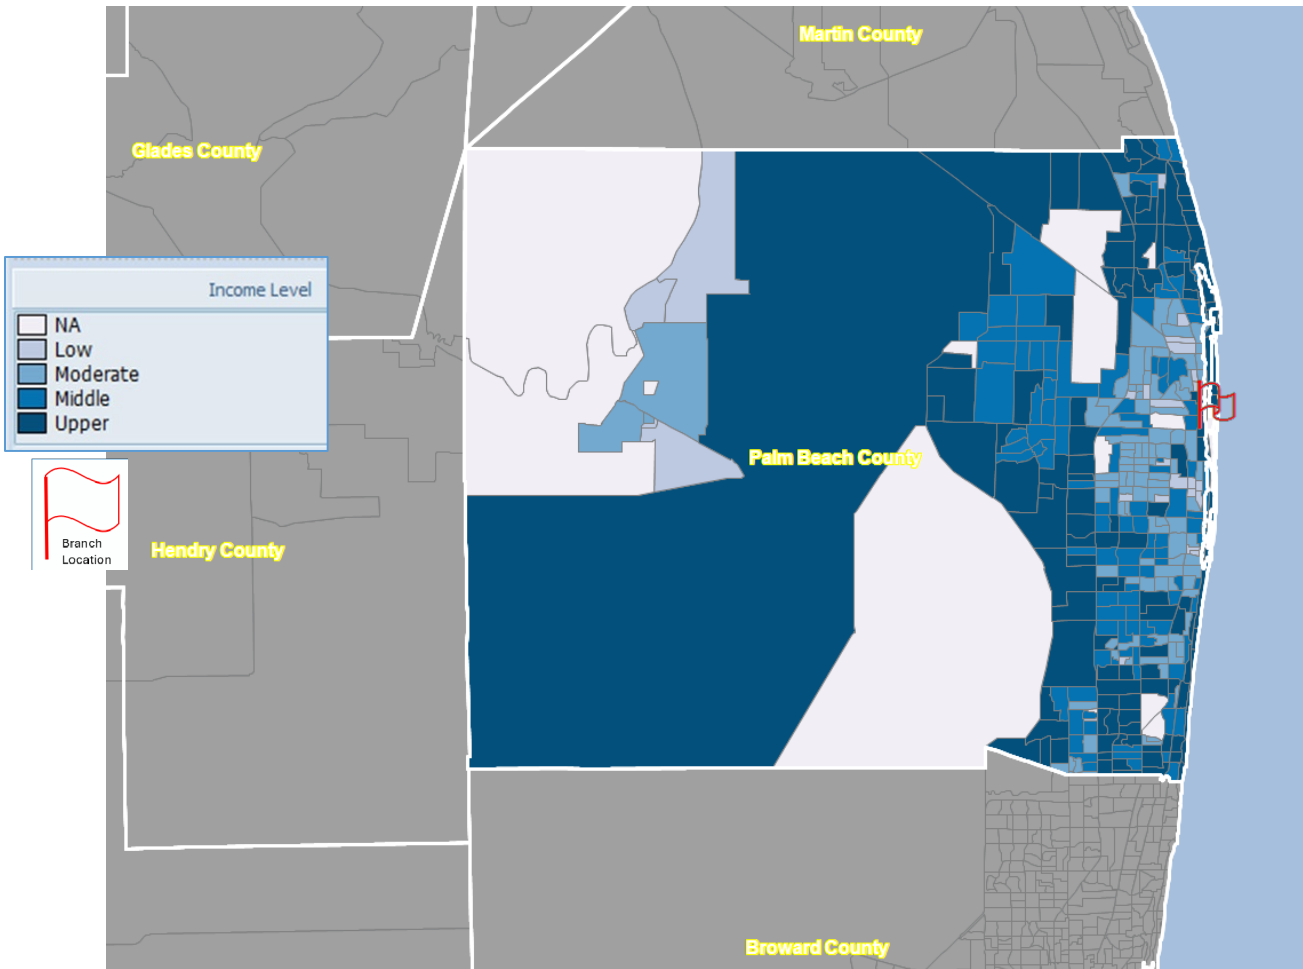 Martin County
Glades County
Income Level
NA
Low
Moderate
Middle
Upper
Palm Beach County
Branch
Location
Hendry County
Broward County